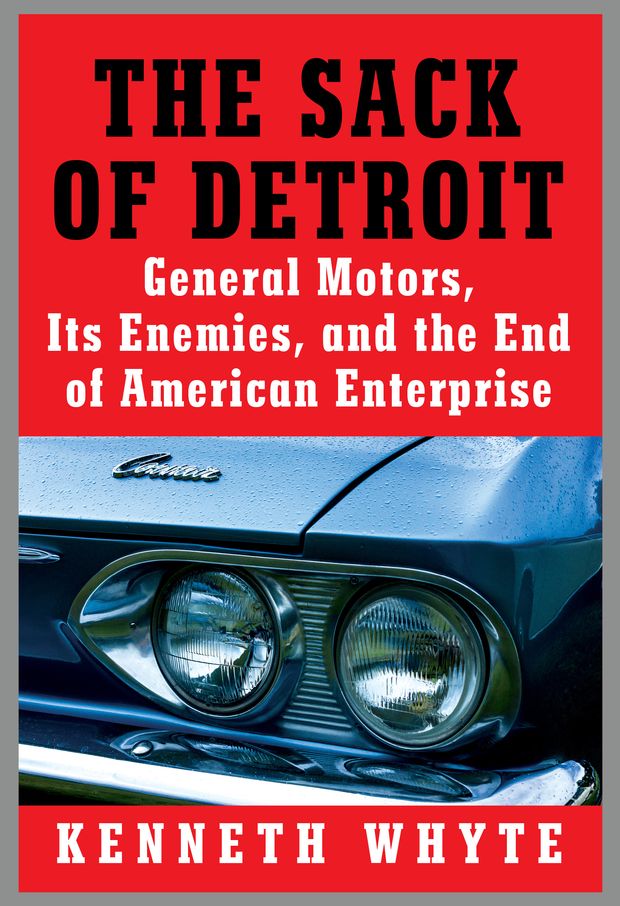 THE SACK
OF DETROIT
General Motors,
Its Enemies, and the End
of American Enterprise
Corvair
KENNETH WHYTE